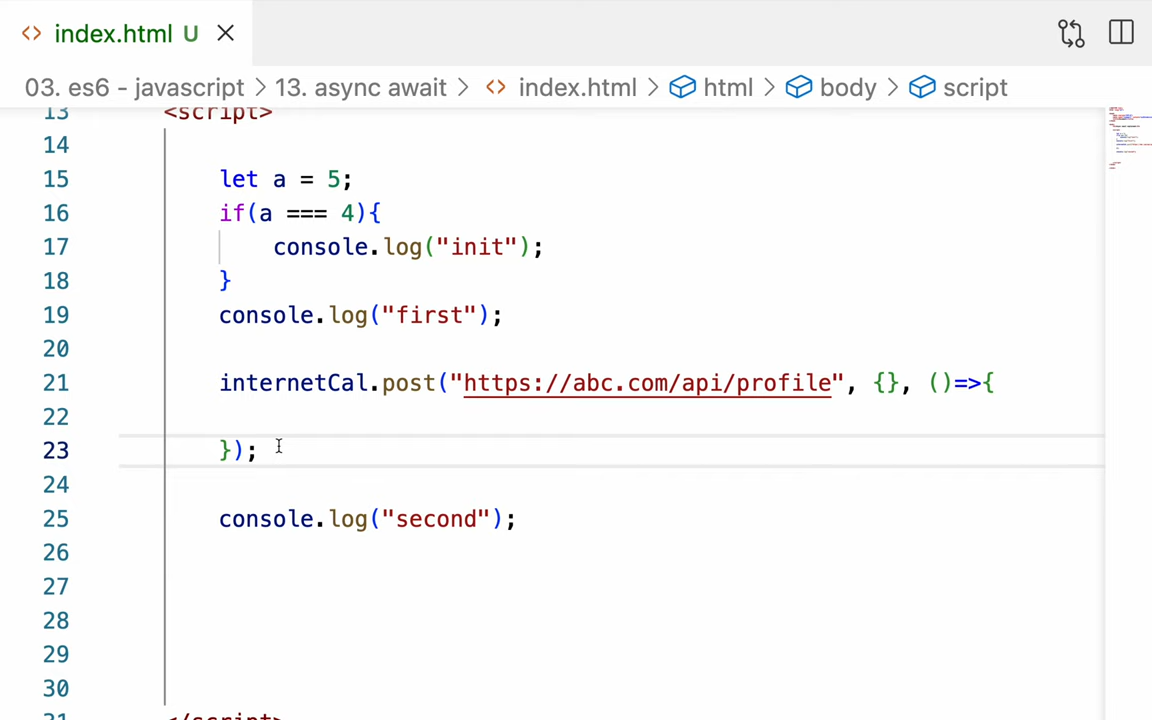 index.html U
03. es6 - javascript > 13. async await > index.html > html > body > script
13 <script>
14
15 let a = 5;
16 if(a === 4){
17 console.log("init");
18 }
19 console.log("first");
20
21 internetCal.post("https://abc.com/api/profile", {}, ()=>{
22
23 });
24
25 console.log("second");
26
27
28
29
30
31 </script>